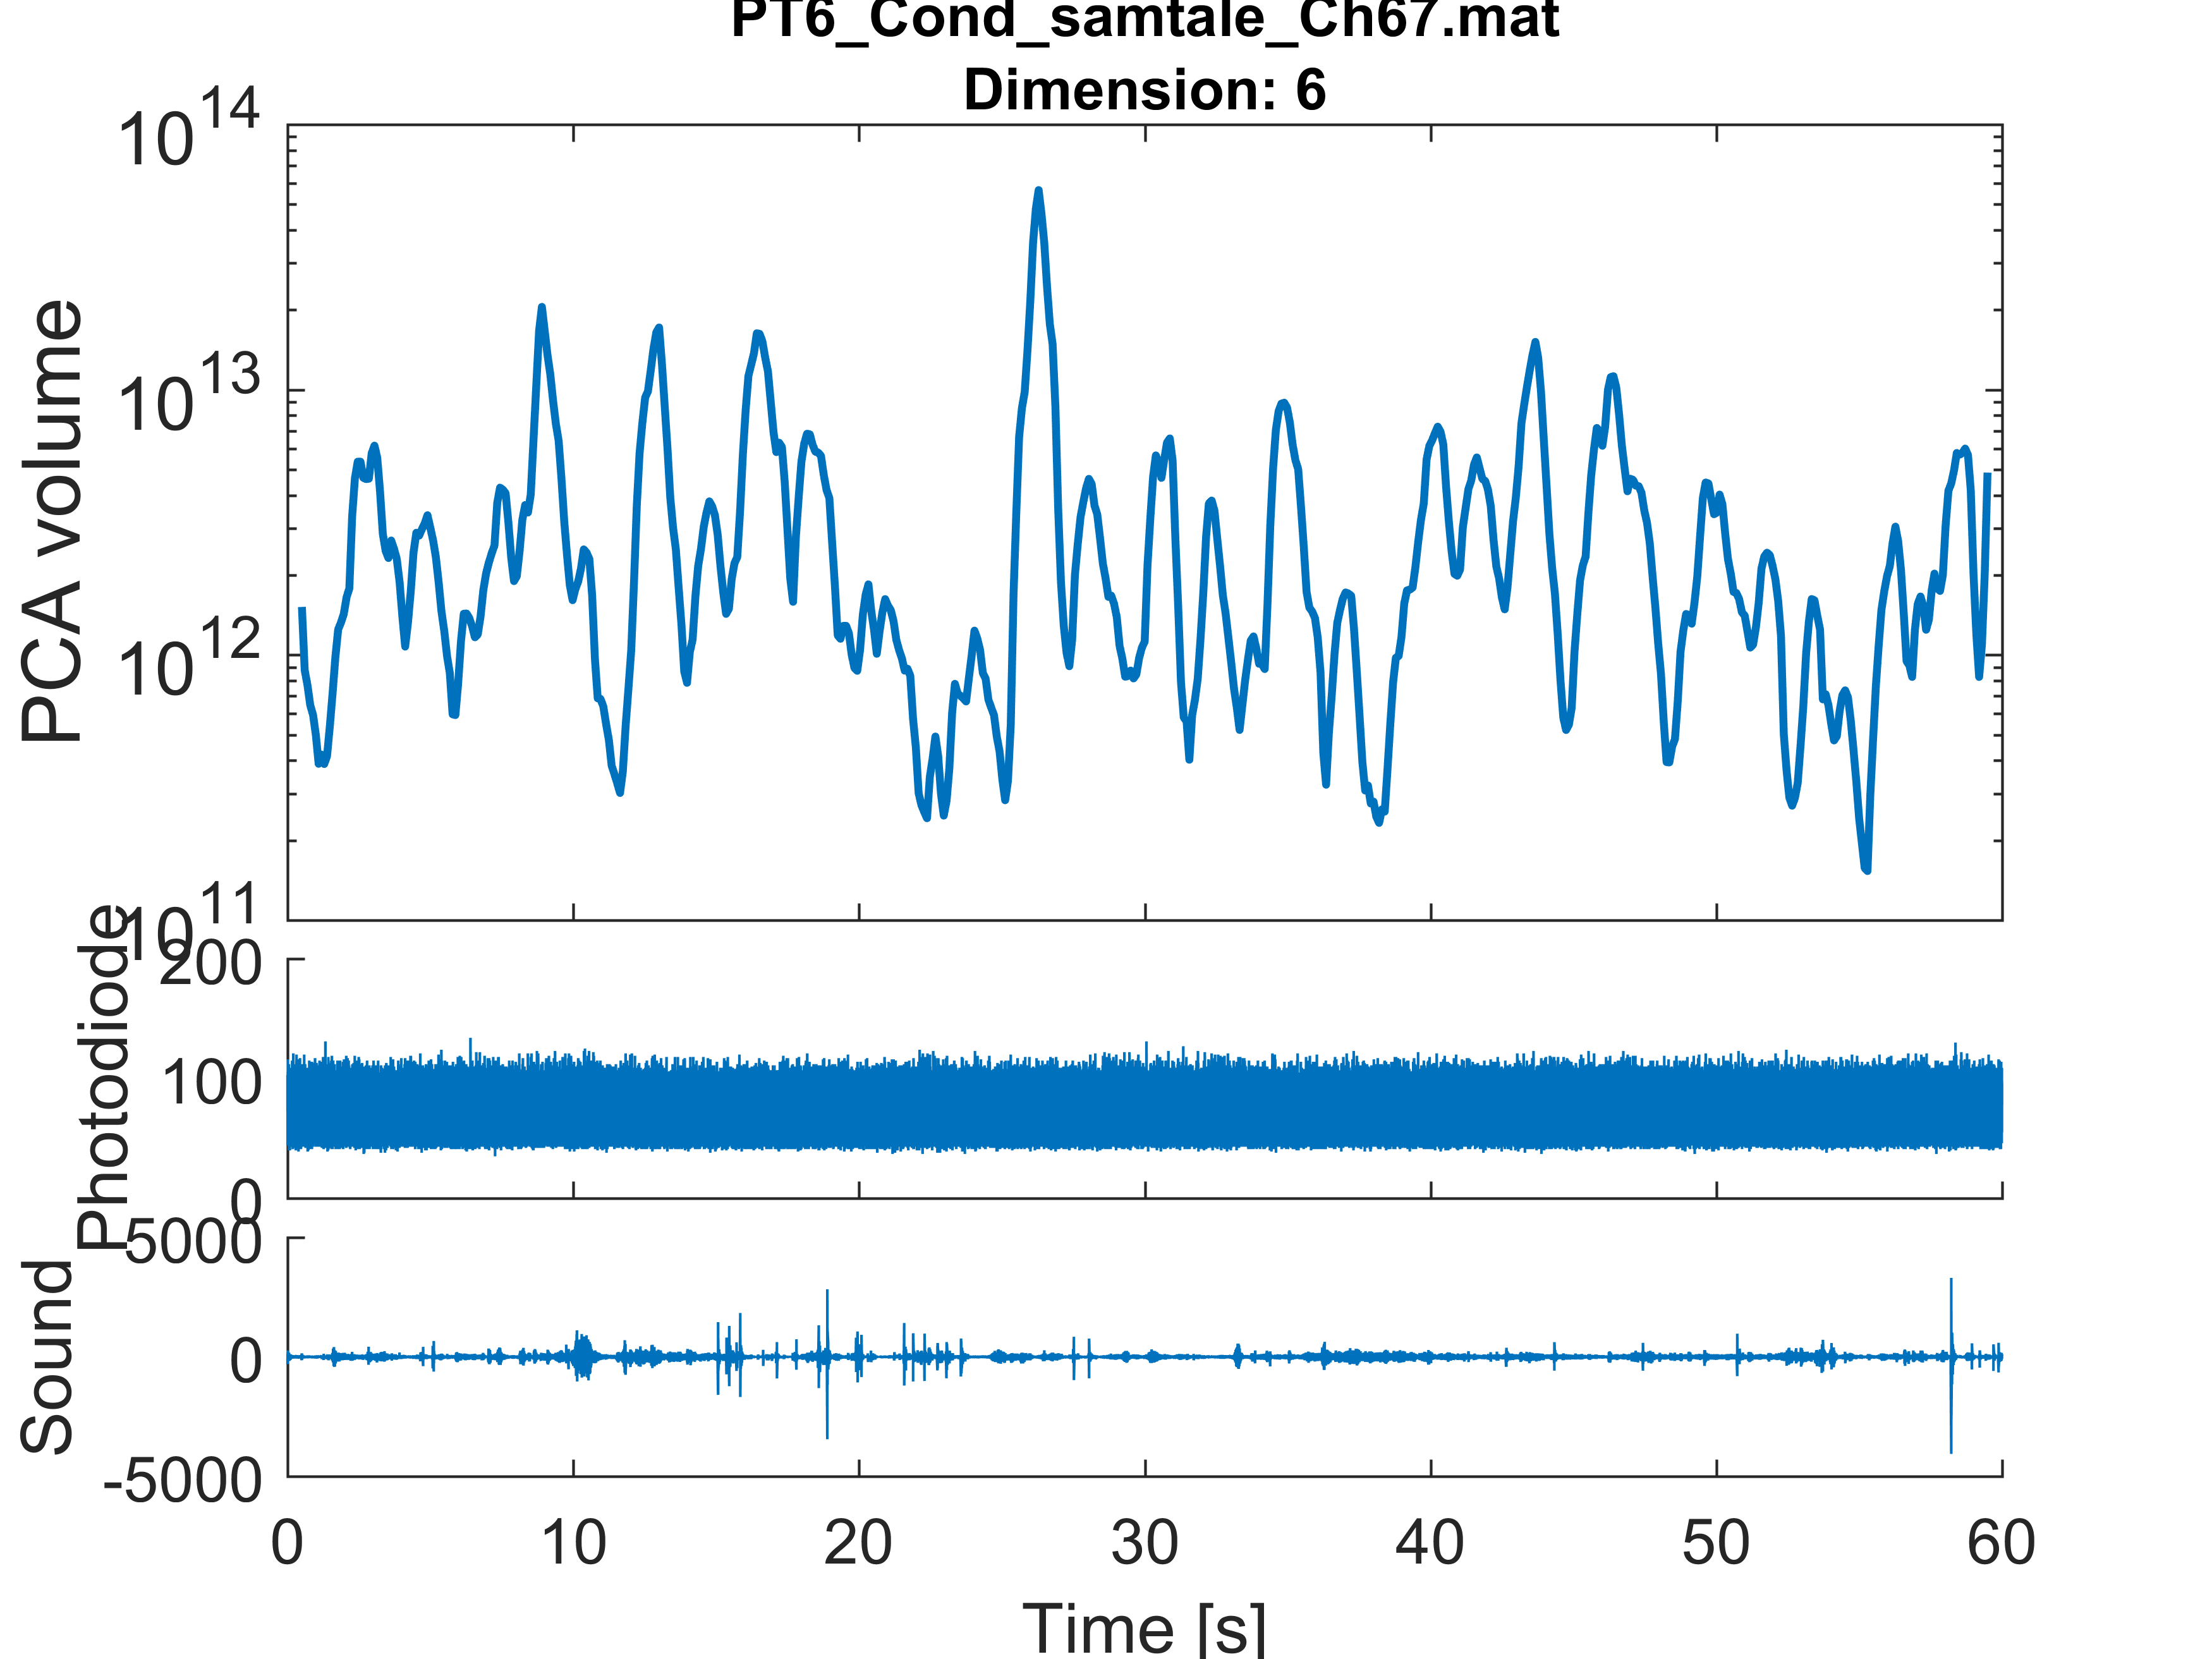 PT6_Cond_samtale_Ch67.mat
Dimension: 6
PCA volume
10^14
10^13
10^12
10^11
Photodiode
200
100
0
Sound
5000
0
-5000
0 10 20 30 40 50 60
Time [s]